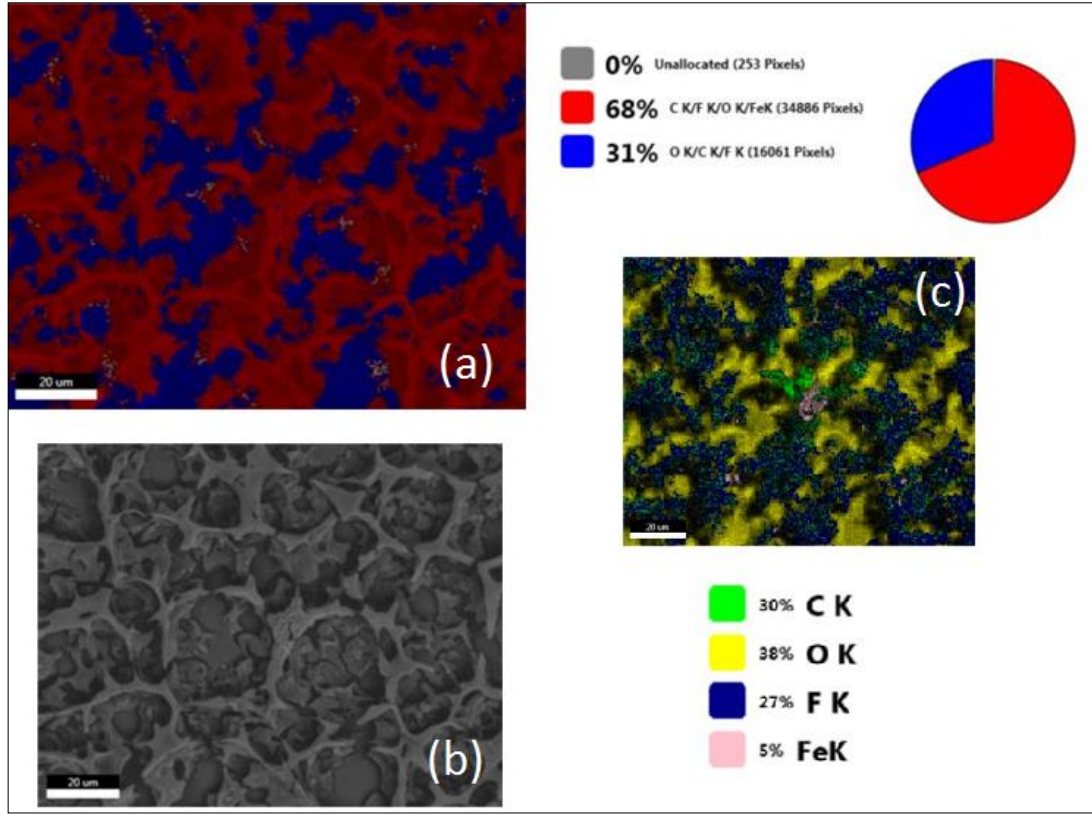 0% Unallocated (253 Pixels)
68% C K/F K/O K/FeK (34886 Pixels)
31% O K/C K/F K (16061 Pixels)
(a)
20 um
(c)
20 um
(b)
20 um
30% C K
38% O K
27% F K
5% FeK